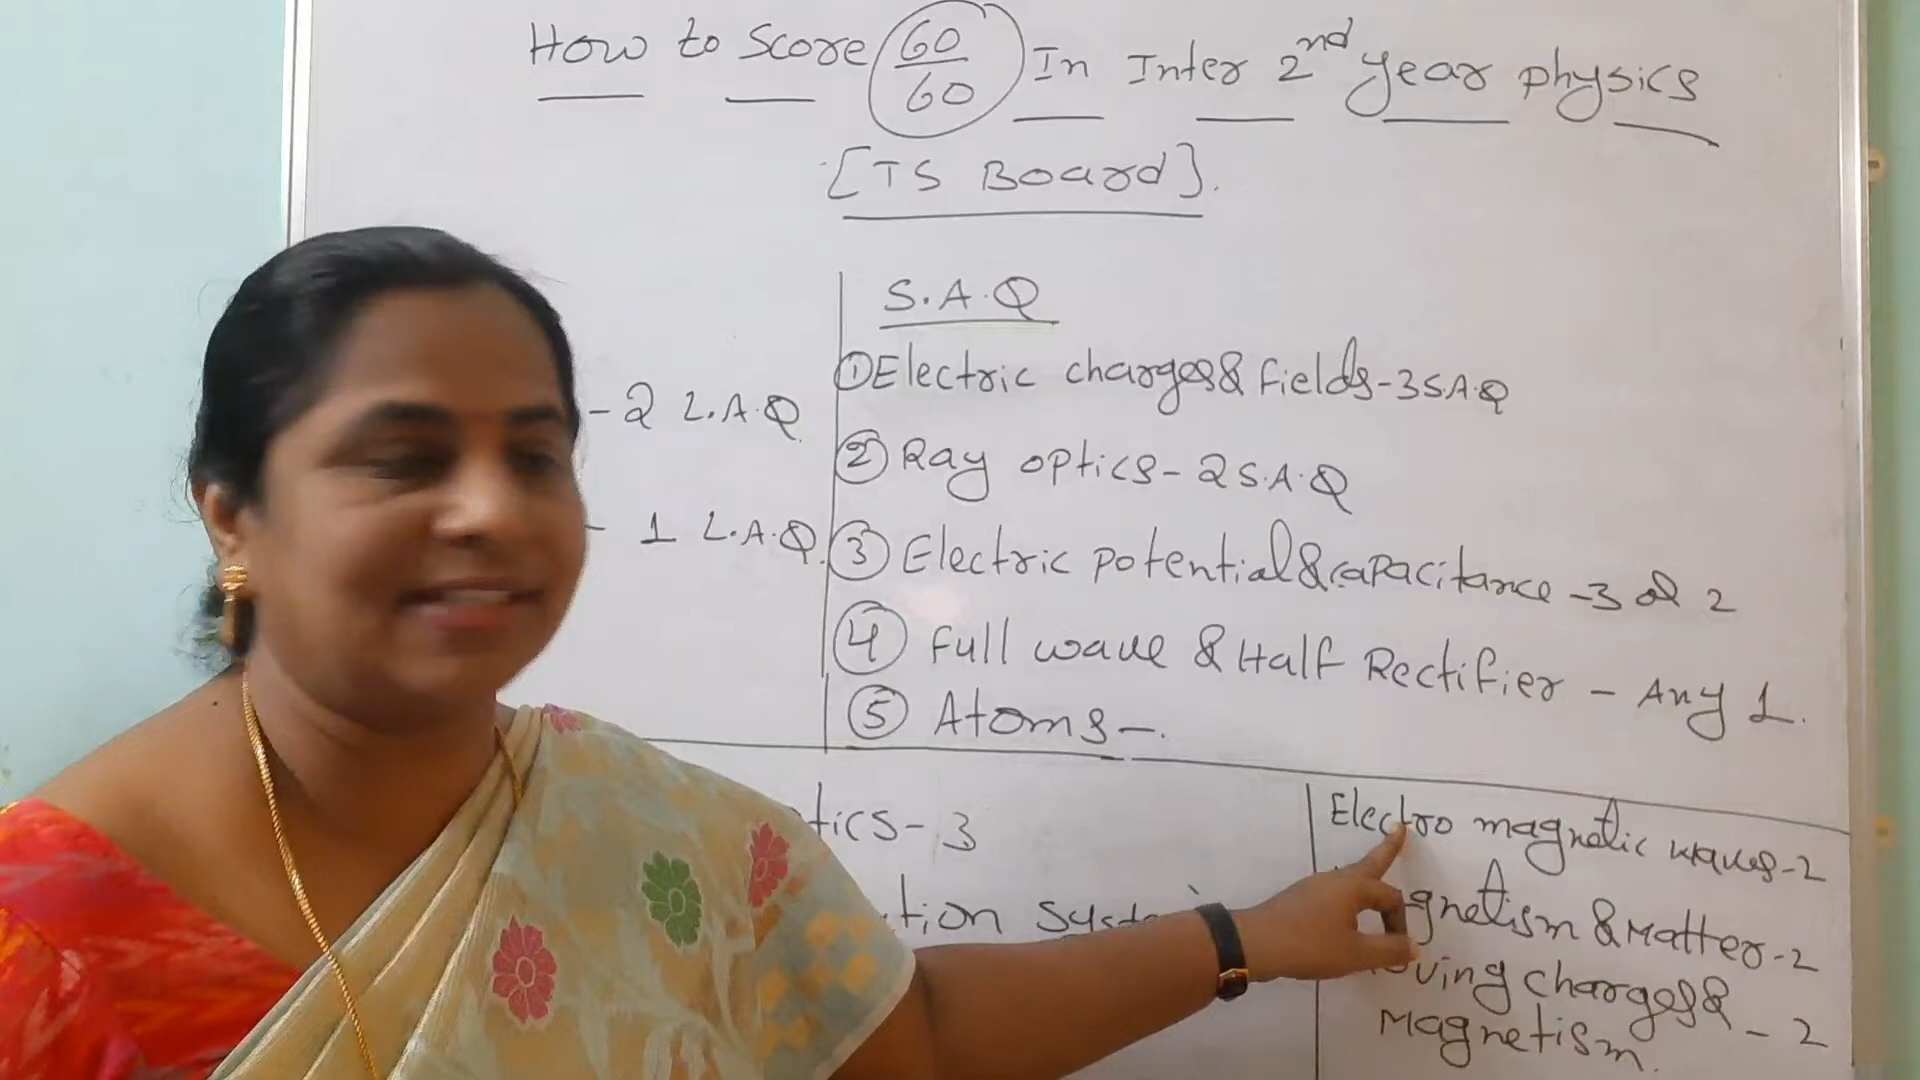 How to Score 60/60 In Inter 2nd year physics
[TS Board].
- 2 L.A.Q.
- 1 L.A.Q.
S.A.Q
① Electric charges & Fields - 3 S.A.Q
② Ray optics - 2 S.A.Q
③ Electric potential & capacitance - 3 or 2
④ Full wave & Half Rectifier - Any 1.
⑤ Atoms -.
tics - 3
tion Syste
Electro magnetic waves - 2
gnetism & Matter - 2
ving charges & - 2
Magnetism.